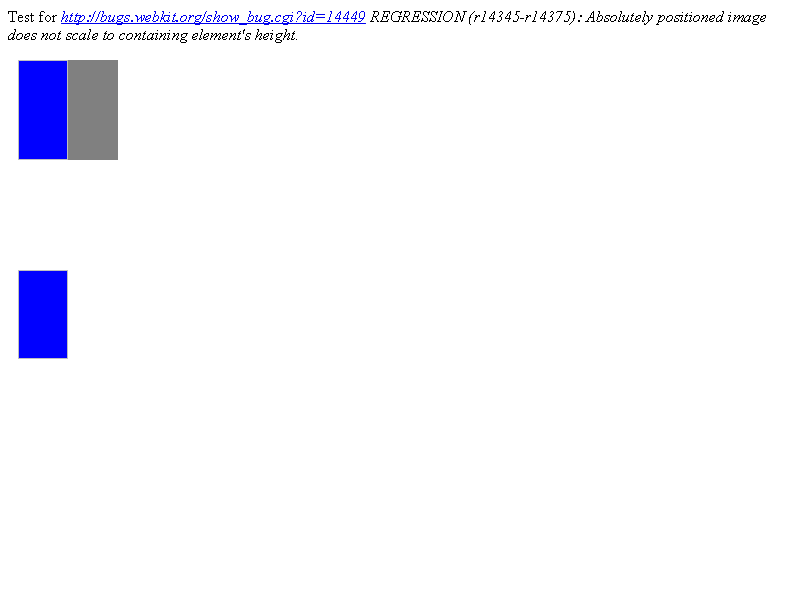 Test for http://bugs.webkit.org/show_bug.cgi?id=14449 REGRESSION (r14345-r14375): Absolutely positioned image
does not scale to containing element's height.